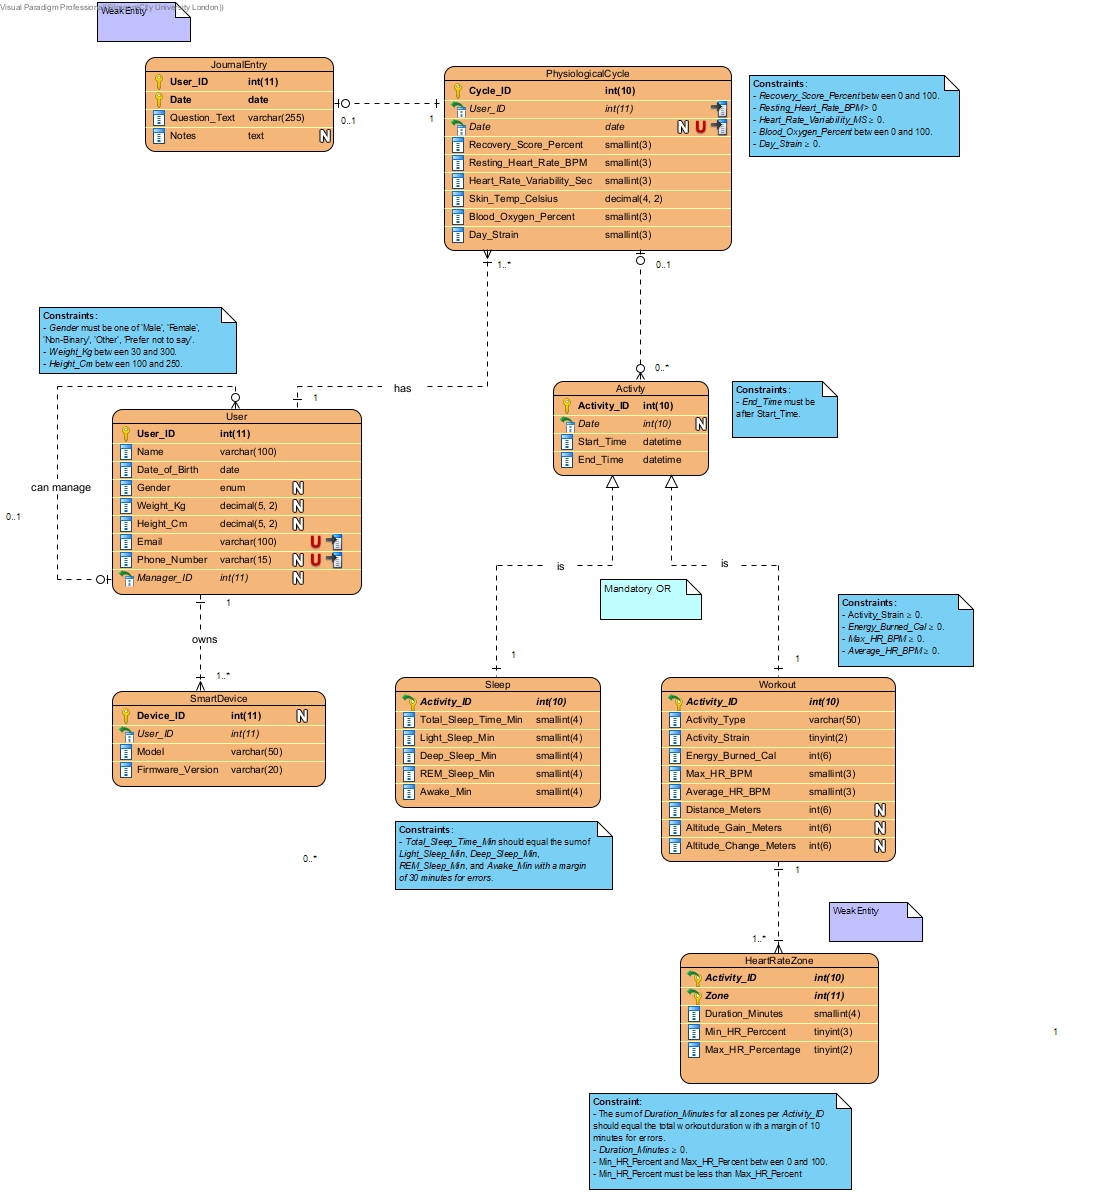 Visual Paradigm Professional (City University London))
WeakEntity
JournalEntry
User_ID int(11)
Date date
Question_Text varchar(255)
Notes text N
0..1
1
PhysiologicalCycle
Cycle_ID int(10)
User_ID int(11)
Date date N U
Recovery_Score_Percent smallint(3)
Resting_Heart_Rate_BPM smallint(3)
Heart_Rate_Variability_Sec smallint(3)
Skin_Temp_Celsius decimal(4, 2)
Blood_Oxygen_Percent smallint(3)
Day_Strain smallint(3)
Constraints:
- Recovery_Score_Percent between 0 and 100.
- Resting_Heart_Rate_BPM > 0
- Heart_Rate_Variability_MS ≥ 0.
- Blood_Oxygen_Percent between 0 and 100.
- Day_Strain ≥ 0.
1..*
0..1
Constraints:
- Gender must be one of 'Male', 'Female',
'Non-Binary', 'Other', 'Prefer not to say'.
- Weight_Kg between 30 and 300.
- Height_Cm between 100 and 250.
has
1
0..*
Activty
Activity_ID int(10)
Date int(10) N
Start_Time datetime
End_Time datetime
Constraints:
- End_Time must be
after Start_Time.
User
User_ID int(11)
Name varchar(100)
Date_of_Birth date
Gender enum N
Weight_Kg decimal(5, 2) N
Height_Cm decimal(5, 2) N
Email varchar(100) U
Phone_Number varchar(15) N U
Manager_ID int(11) N
can manage
0..1
1
owns
1..*
is
is
Mandatory OR
Constraints:
- Activity_Strain ≥ 0.
- Energy_Burned_Cal ≥ 0.
- Max_HR_BPM ≥ 0.
- Average_HR_BPM ≥ 0.
1
1
SmartDevice
Device_ID int(11) N
User_ID int(11)
Model varchar(50)
Firmware_Version varchar(20)
Sleep
Activity_ID int(10)
Total_Sleep_Time_Min smallint(4)
Light_Sleep_Min smallint(4)
Deep_Sleep_Min smallint(4)
REM_Sleep_Min smallint(4)
Awake_Min smallint(4)
Workout
Activity_ID int(10)
Activity_Type varchar(50)
Activity_Strain tinyint(2)
Energy_Burned_Cal int(6)
Max_HR_BPM smallint(3)
Average_HR_BPM smallint(3)
Distance_Meters int(6) N
Altitude_Gain_Meters int(6) N
Altitude_Change_Meters int(6) N
Constraints:
- Total_Sleep_Time_Min should equal the sum of
Light_Sleep_Min, Deep_Sleep_Min,
REM_Sleep_Min, and Awake_Min with a margin
of 30 minutes for errors.
0..*
1
WeakEntity
1..*
HeartRateZone
Activity_ID int(10)
Zone int(11)
Duration_Minutes smallint(4)
Min_HR_Perccent tinyint(3)
Max_HR_Percentage tinyint(2)
1
Constraint:
- The sum of Duration_Minutes for all zones per Activity_ID
should equal the total workout duration with a margin of 10
minutes for errors.
- Duration_Minutes ≥ 0.
- Min_HR_Percent and Max_HR_Percent between 0 and 100.
- Min_HR_Percent must be less than Max_HR_Percent